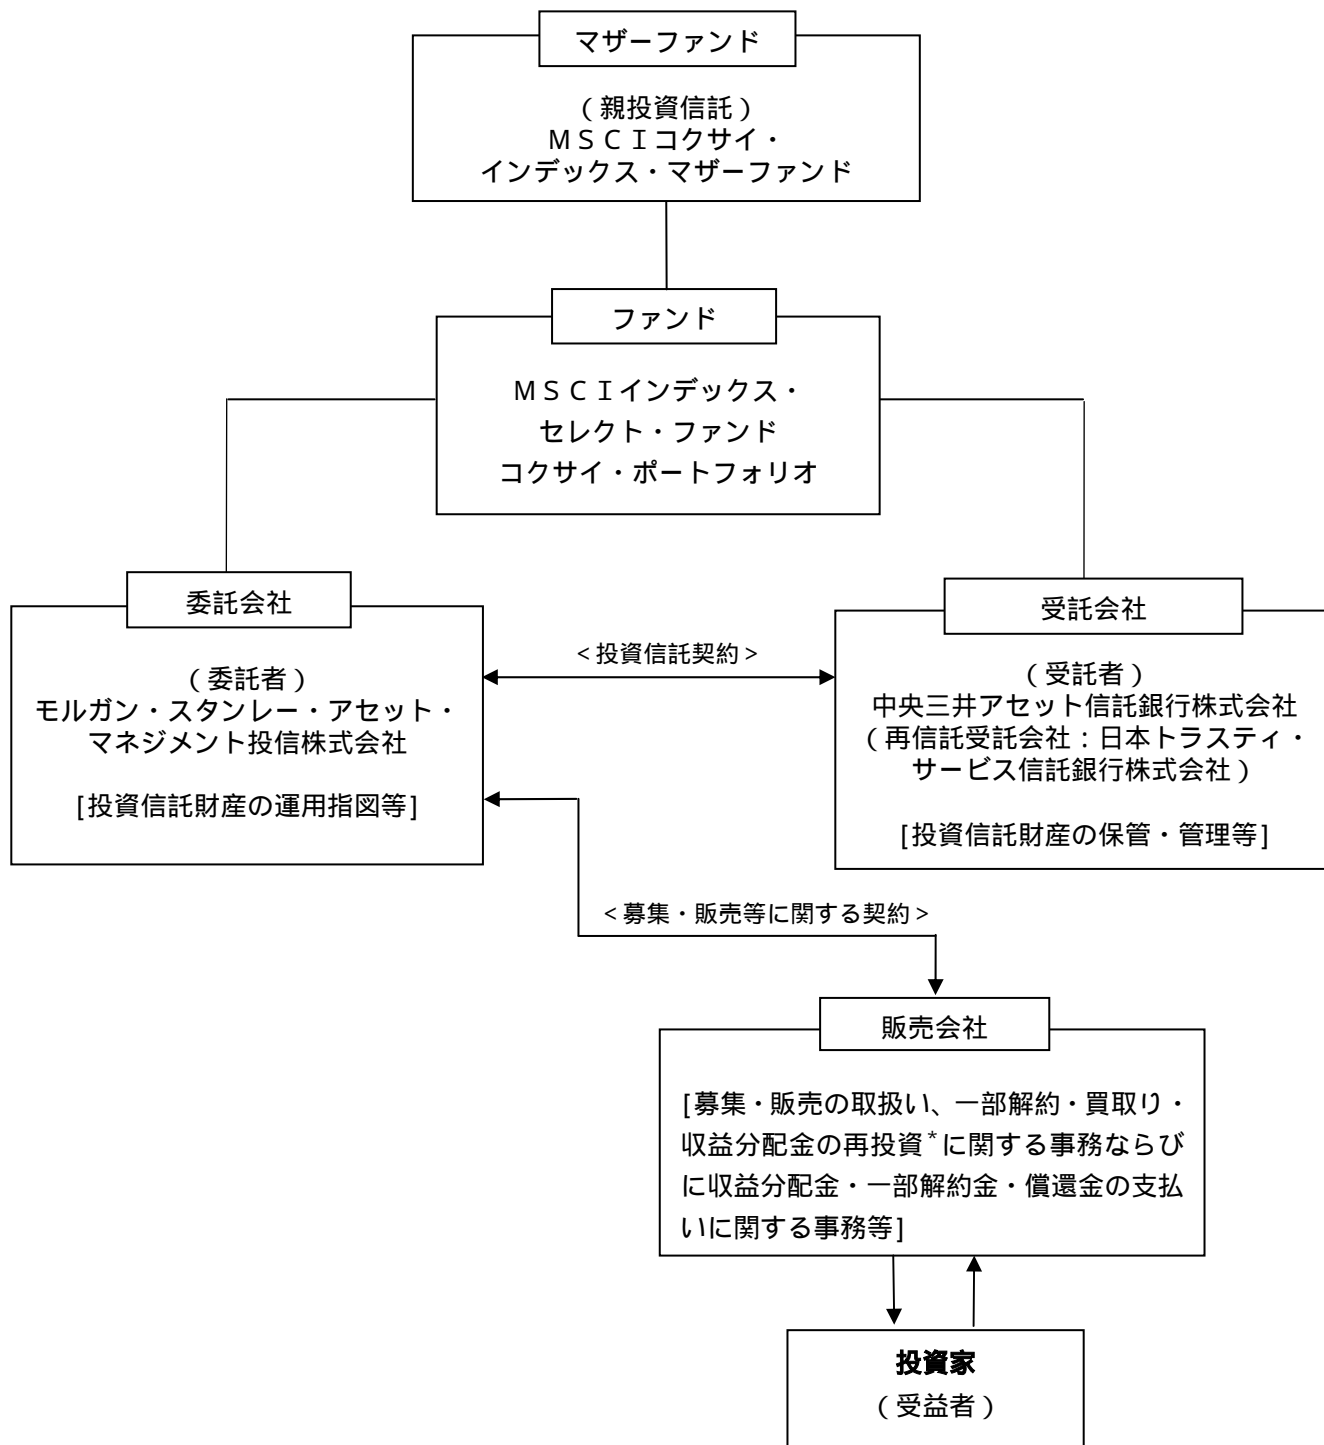 マザーファンド
（親投資信託）
ＭＳＣＩコクサイ・
インデックス・マザーファンド
ファンド
ＭＳＣＩインデックス・
セレクト・ファンド
コクサイ・ポートフォリオ
委託会社
（委託者）
モルガン・スタンレー・アセット・
マネジメント投信株式会社
[投資信託財産の運用指図等]
＜投資信託契約＞
受託会社
（受託者）
中央三井アセット信託銀行株式会社
（再信託受託会社：日本トラスティ・
サービス信託銀行株式会社）
[投資信託財産の保管・管理等]
＜募集・販売等に関する契約＞
販売会社
[募集・販売の取扱い、一部解約・買取り・
収益分配金の再投資*に関する事務ならび
に収益分配金・一部解約金・償還金の支払
いに関する事務等]
投資家
（受益者）